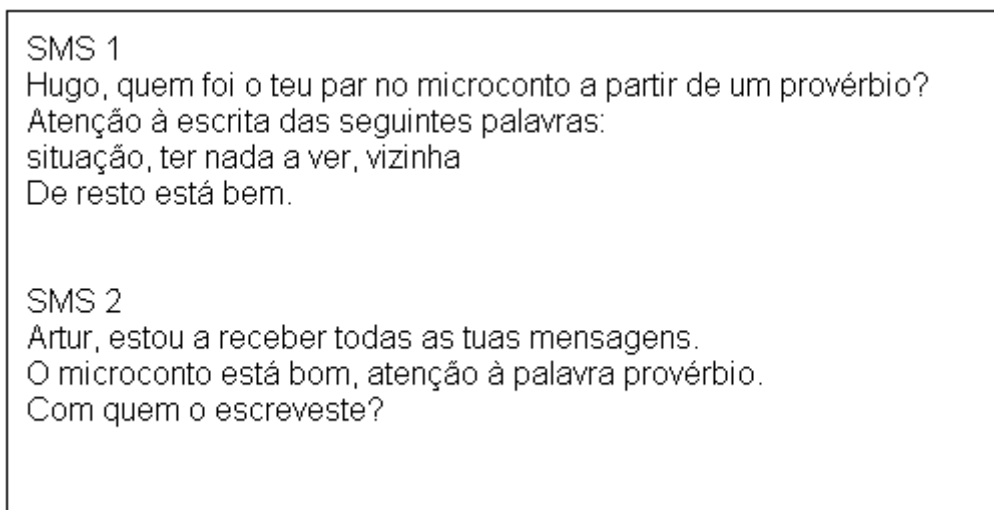 SMS 1
Hugo, quem foi o teu par no microconto a partir de um provérbio?
Atenção à escrita das seguintes palavras:
situação, ter nada a ver, vizinha
De resto está bem.
SMS 2
Artur, estou a receber todas as tuas mensagens.
O microconto está bom, atenção à palavra provérbio.
Com quem o escreveste?